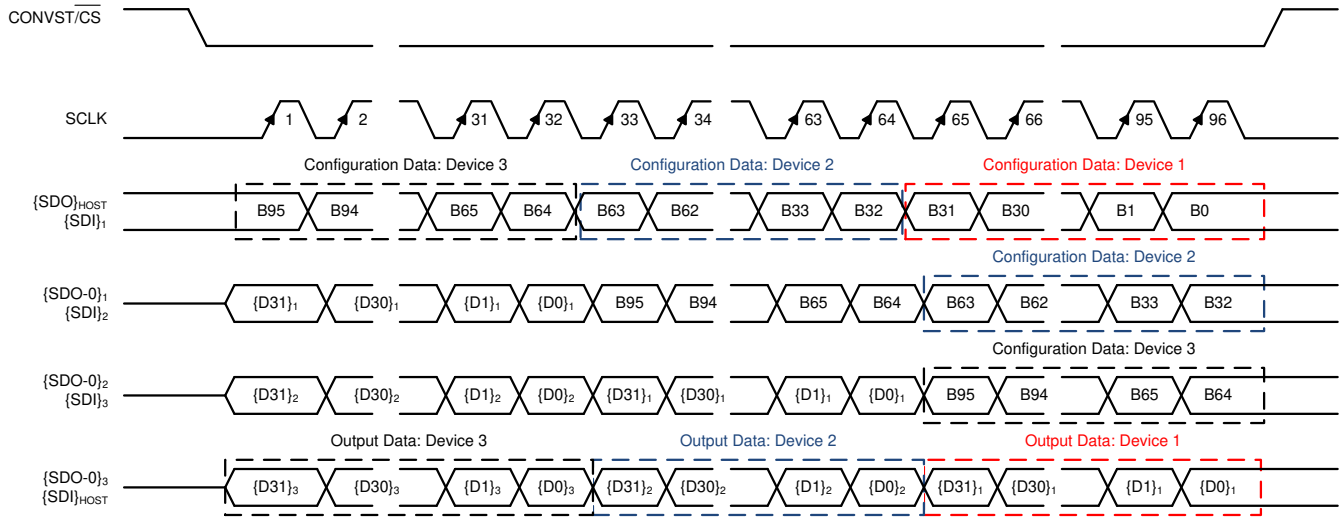 CONVST/CS
SCLK 1 2 31 32 33 34 63 64 65 66 95 96
Configuration Data: Device 3 Configuration Data: Device 2 Configuration Data: Device 1
{SDO}HOST
{SDI}1
B95 B94 B65 B64 B63 B62 B33 B32 B31 B30 B1 B0
Configuration Data: Device 2
{SDO-0}1
{SDI}2
{D31}1 {D30}1 {D1}1 {D0}1 B95 B94 B65 B64 B63 B62 B33 B32
Configuration Data: Device 3
{SDO-0}2
{SDI}3
{D31}2 {D30}2 {D1}2 {D0}2 {D31}1 {D30}1 {D1}1 {D0}1 B95 B94 B65 B64
Output Data: Device 3 Output Data: Device 2 Output Data: Device 1
{SDO-0}3
{SDI}HOST
{D31}3 {D30}3 {D1}3 {D0}3 {D31}2 {D30}2 {D1}2 {D0}2 {D31}1 {D30}1 {D1}1 {D0}1